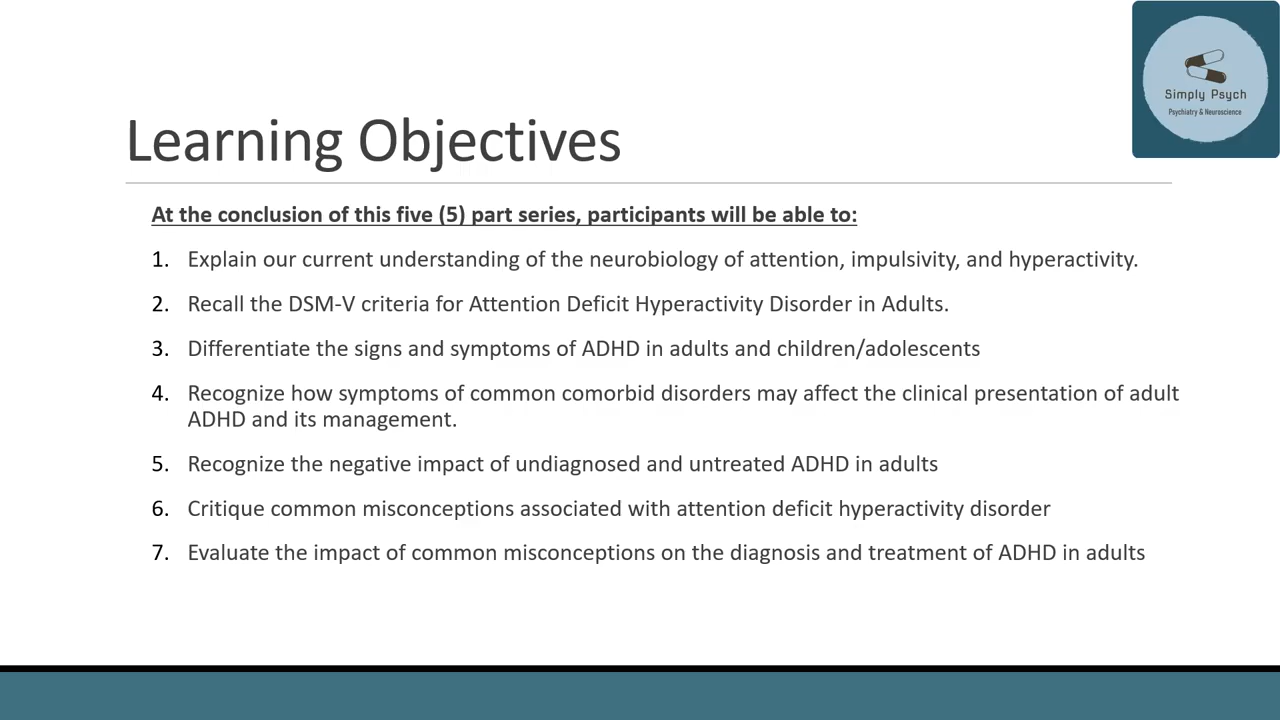 Simply Psych
Psychiatry & Neuroscience
Learning Objectives
At the conclusion of this five (5) part series, participants will be able to:
1. Explain our current understanding of the neurobiology of attention, impulsivity, and hyperactivity.
2. Recall the DSM-V criteria for Attention Deficit Hyperactivity Disorder in Adults.
3. Differentiate the signs and symptoms of ADHD in adults and children/adolescents
4. Recognize how symptoms of common comorbid disorders may affect the clinical presentation of adult
ADHD and its management.
5. Recognize the negative impact of undiagnosed and untreated ADHD in adults
6. Critique common misconceptions associated with attention deficit hyperactivity disorder
7. Evaluate the impact of common misconceptions on the diagnosis and treatment of ADHD in adults